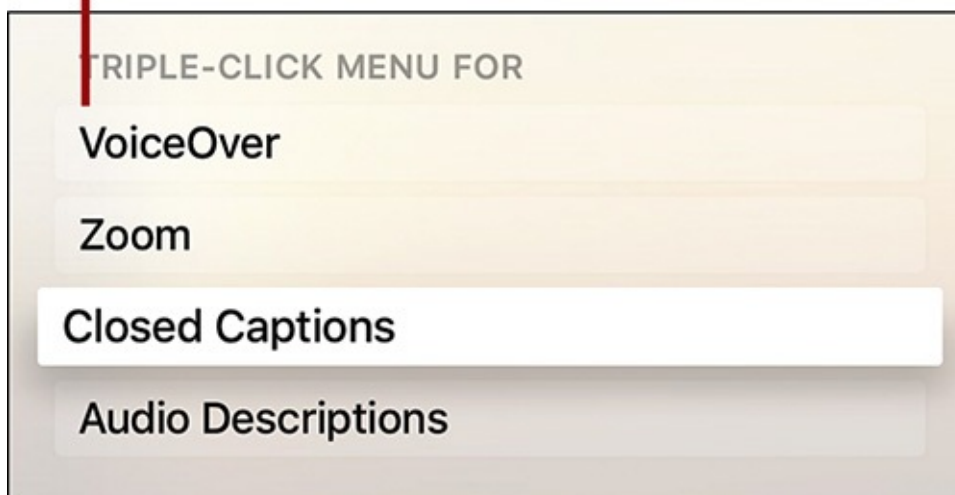 TRIPLE-CLICK MENU FOR
VoiceOver
Zoom
Closed Captions
Audio Descriptions